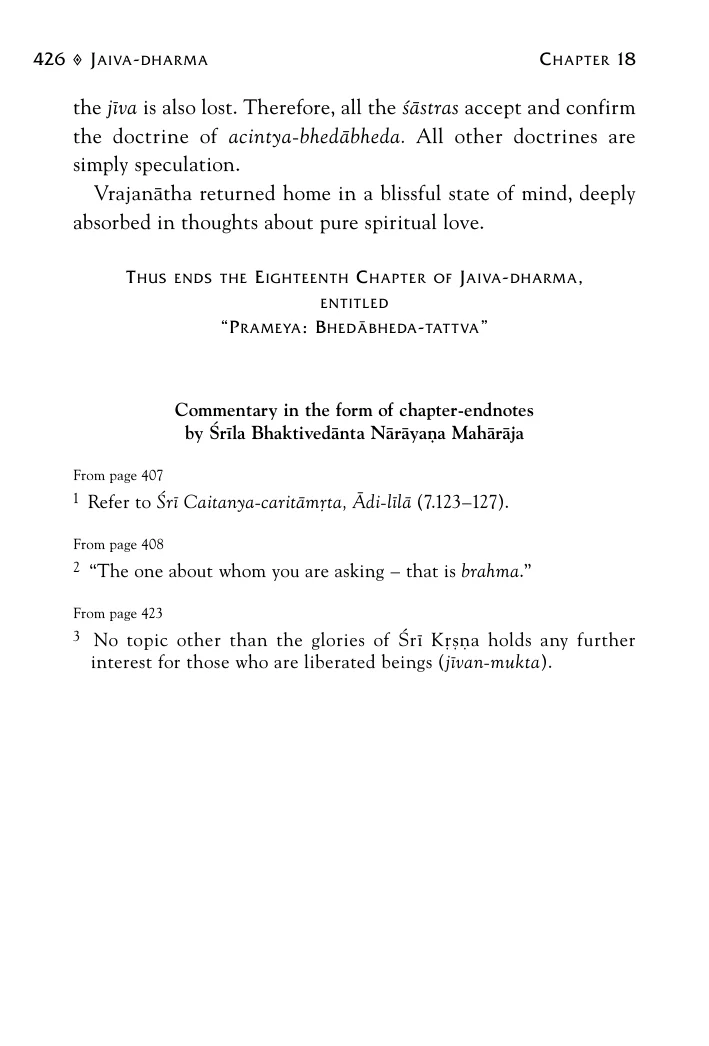 426 ◊ Jaiva-dharma Chapter 18
the jīva is also lost. Therefore, all the śāstras accept and confirm
the doctrine of acintya-bhedābheda. All other doctrines are
simply speculation.
Vrajanātha returned home in a blissful state of mind, deeply
absorbed in thoughts about pure spiritual love.
Thus ends the Eighteenth Chapter of Jaiva-dharma,
entitled
“Prameya: Bhedābheda-tattva”
Commentary in the form of chapter-endnotes
by Śrīla Bhaktivedānta Nārāyaṇa Mahārāja
From page 407
1 Refer to Śrī Caitanya-caritāmṛta, Ādi-līlā (7.123–127).
From page 408
2 “The one about whom you are asking – that is brahma.”
From page 423
3 No topic other than the glories of Śrī Kṛṣṇa holds any further
interest for those who are liberated beings (jīvan-mukta).